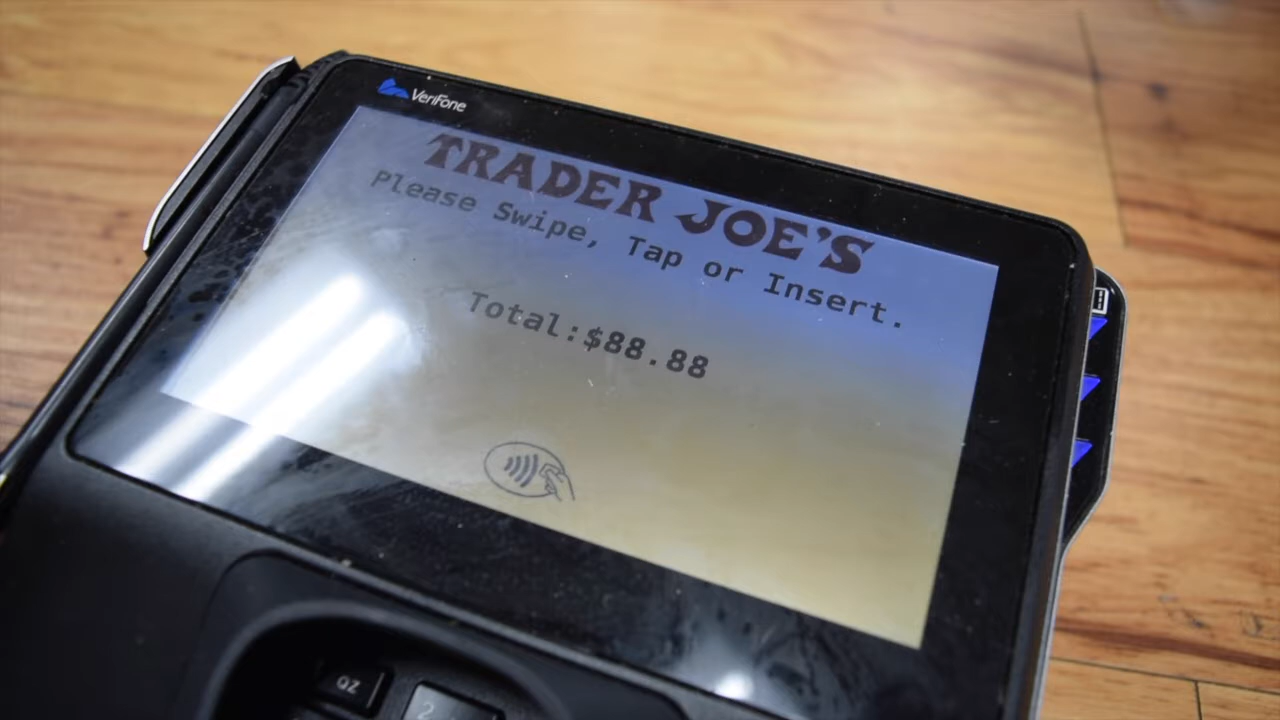 VeriFone
TRADER JOE'S
Please Swipe, Tap or Insert.
Total:$88.88
QZ
2